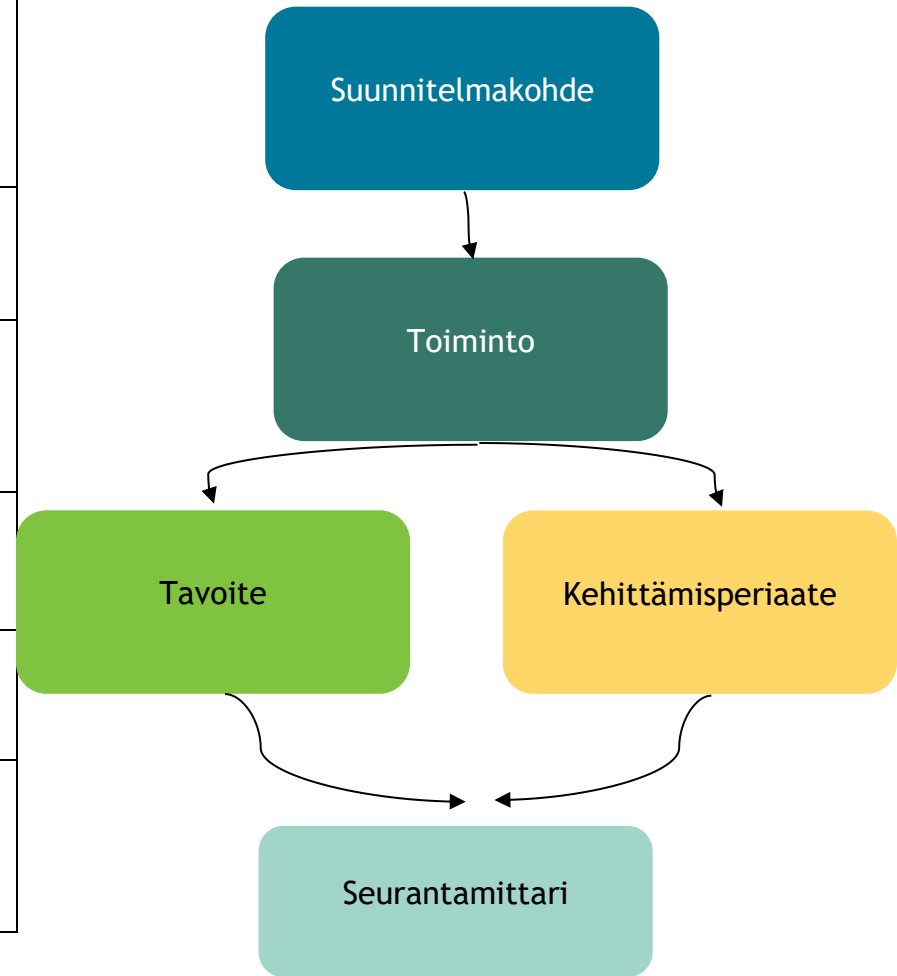 Suunnitelmakohde
Toiminto
Tavoite
Kehittämisperiaate
Seurantamittari